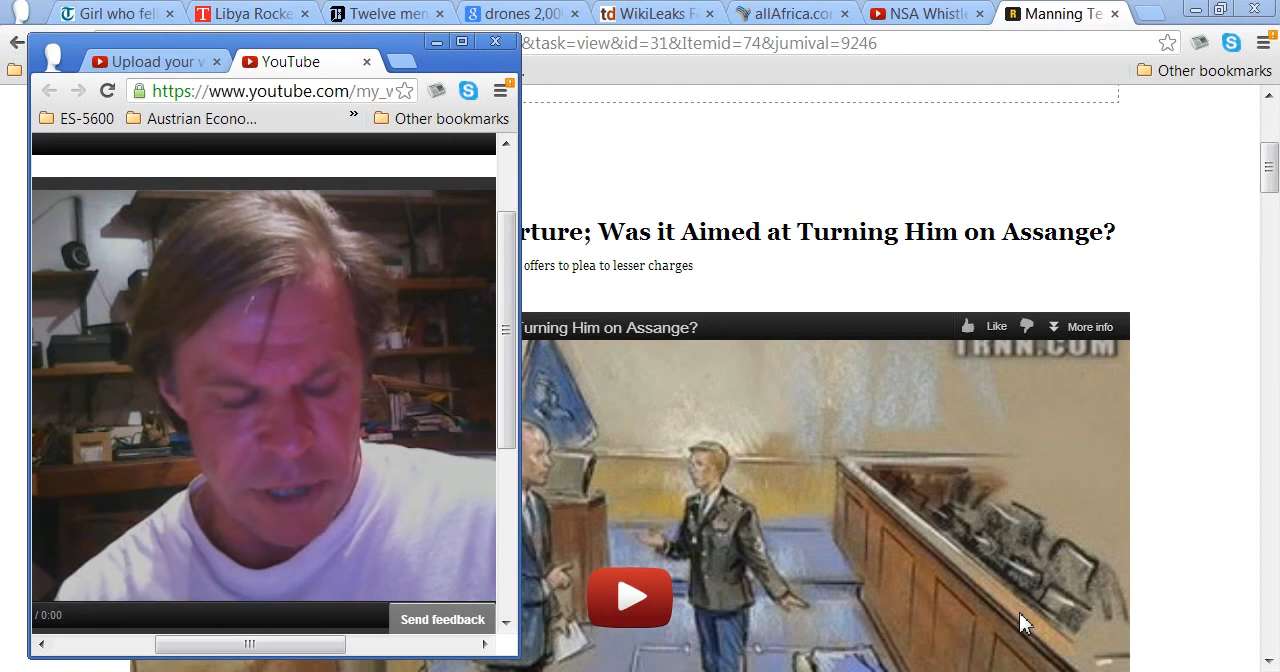 Girl who fell
Libya Rocke
Twelve men
drones 2,00
WikiLeaks F
allAfrica.co
NSA Whistle
Manning Te
&task=view&id=31&Itemid=74&jumival=9246
Other bookmarks
Upload your v
YouTube
https://www.youtube.com/my_v
ES-5600
Austrian Econo...
»
Other bookmarks
rture; Was it Aimed at Turning Him on Assange?
offers to plea to lesser charges
urning Him on Assange?
Like
More info
TRNN.COM
/ 0:00
Send feedback